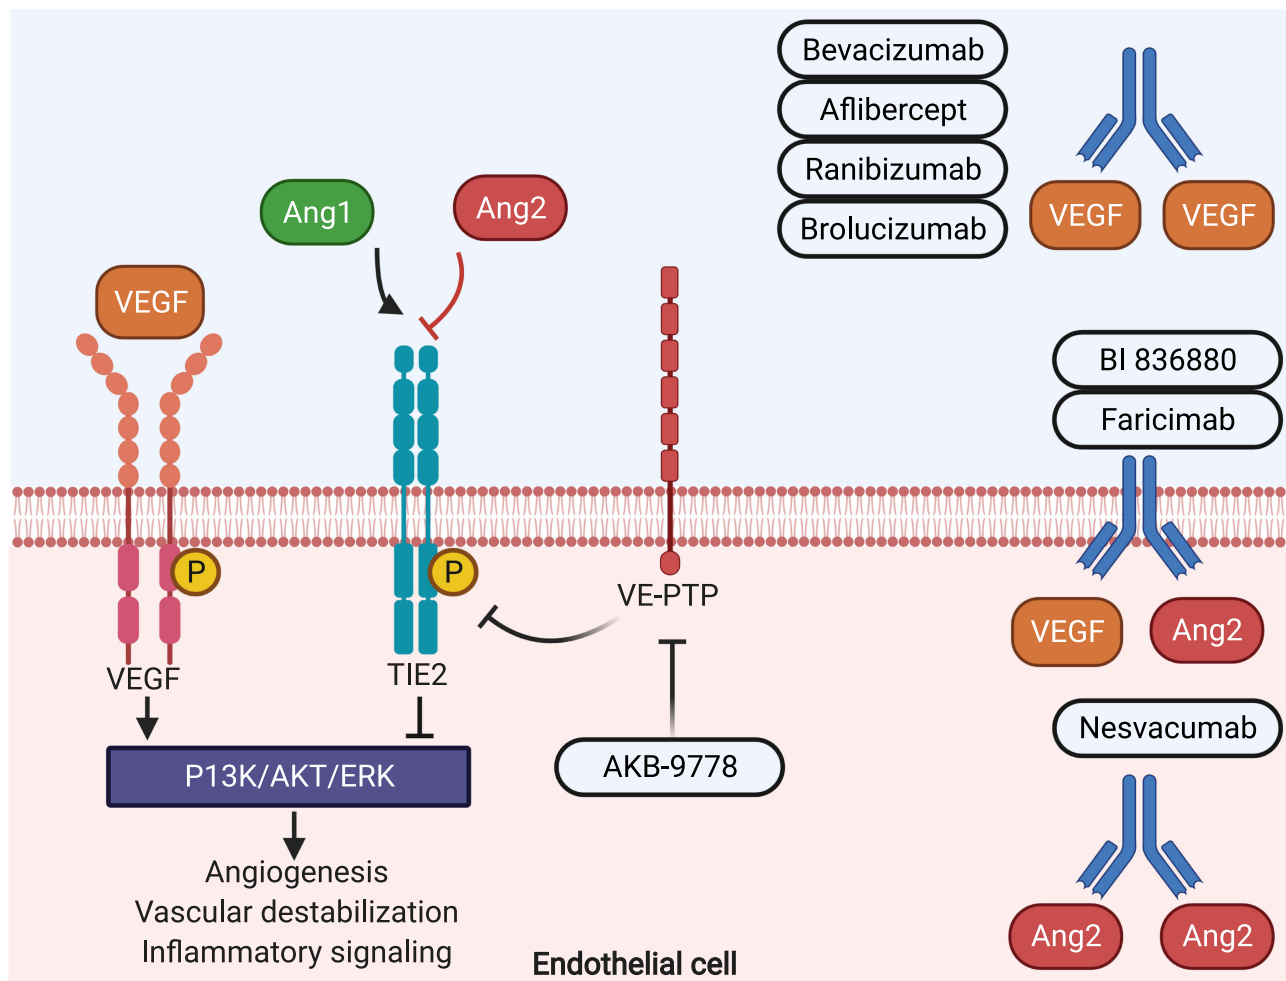 Bevacizumab
Aflibercept
Ranibizumab
Brolucizumab
VEGF
VEGF
Ang1
Ang2
VEGF
BI 836880
Faricimab
P
P
VE-PTP
VEGF
Ang2
VEGF
TIE2
Nesvacumab
P13K/AKT/ERK
AKB-9778
Angiogenesis
Vascular destabilization
Inflammatory signaling
Ang2
Ang2
Endothelial cell